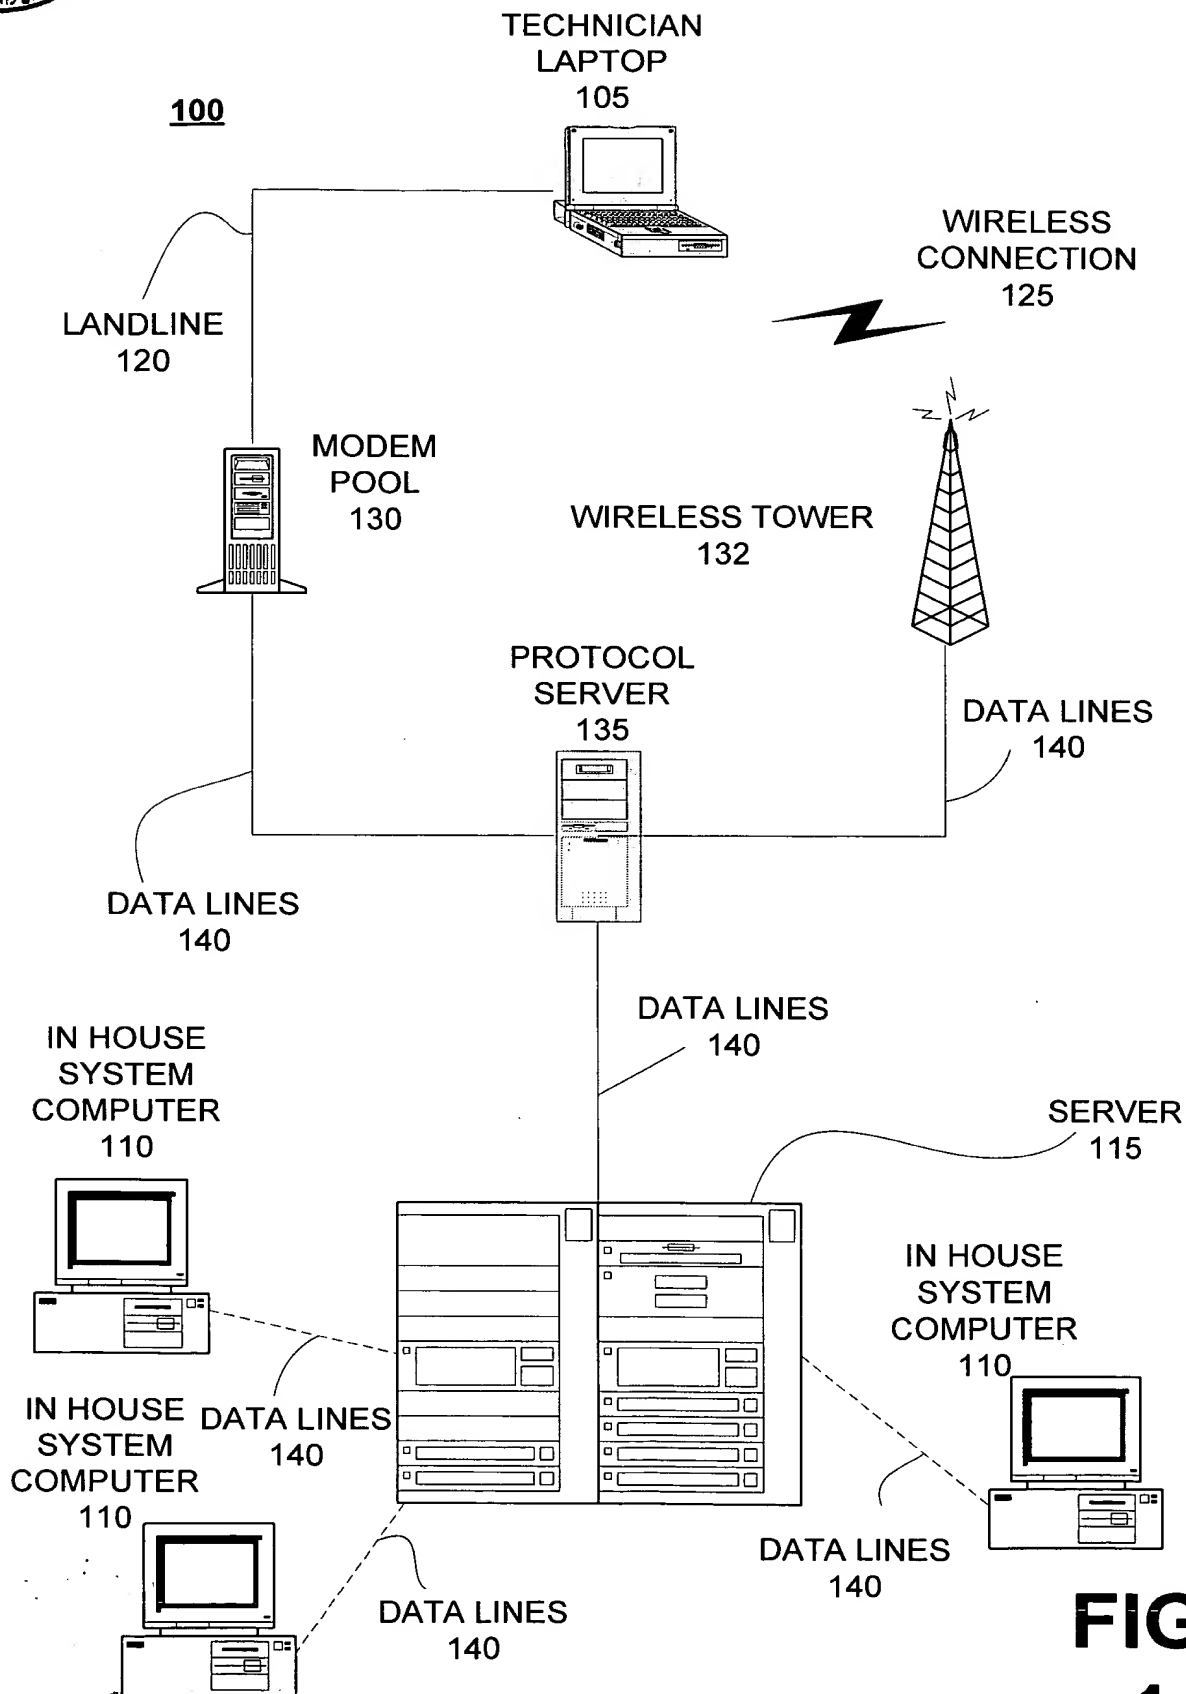 TECHNICIAN
LAPTOP
105
100
WIRELESS
CONNECTION
125
LANDLINE
120
MODEM
POOL
130
WIRELESS TOWER
132
PROTOCOL
SERVER
135
DATA LINES
140
DATA LINES
140
DATA LINES
140
IN HOUSE
SYSTEM
COMPUTER
110
SERVER
115
IN HOUSE
SYSTEM
COMPUTER
110
DATA LINES
140
IN HOUSE
SYSTEM
COMPUTER
110
DATA LINES
140
DATA LINES
140
FIG
1